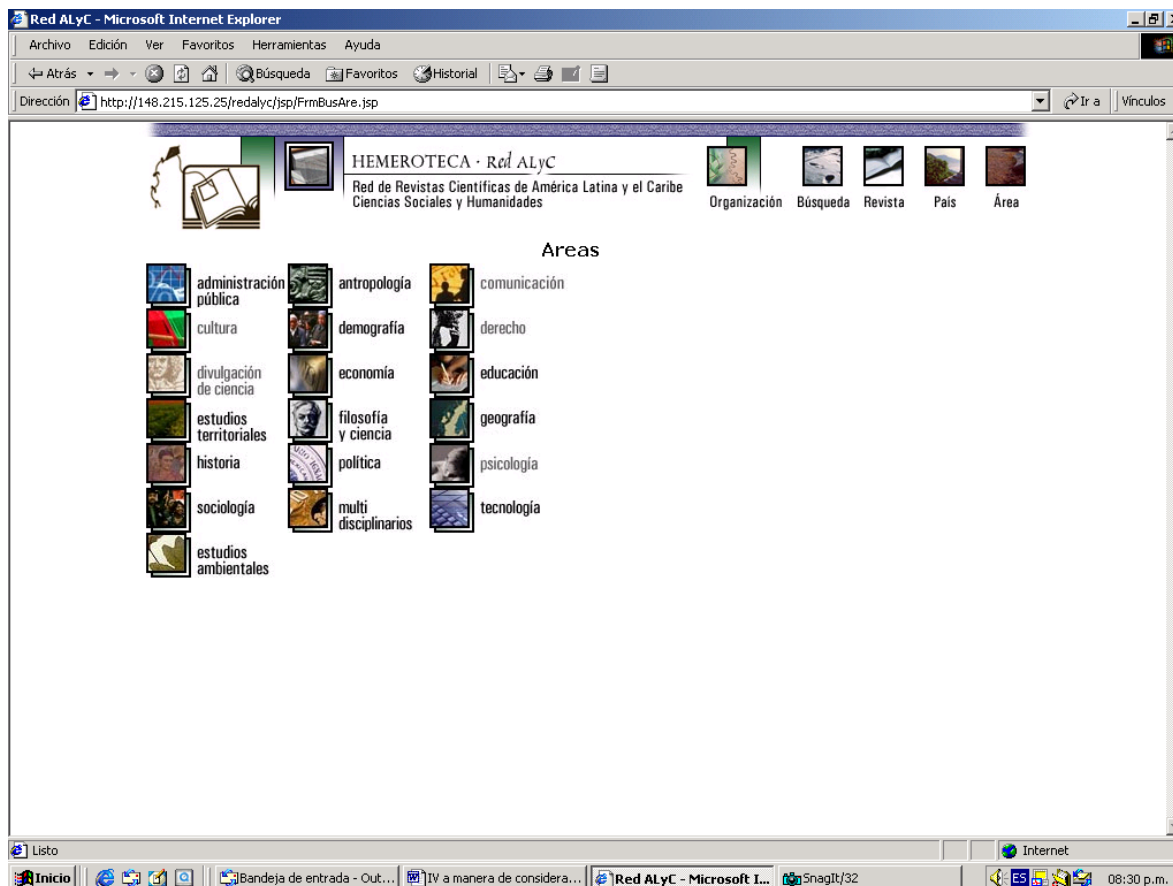 Red ALyC - Microsoft Internet Explorer
Archivo Edición Ver Favoritos Herramientas Ayuda
Atrás Búsqueda Favoritos Historial
Dirección http://148.215.125.25/redalyc/jsp/FrmBusAre.jsp Ir a Vínculos
HEMEROTECA · Red ALyC
Red de Revistas Científicas de América Latina y el Caribe
Ciencias Sociales y Humanidades
Organización Búsqueda Revista País Área
Areas
administración pública antropología comunicación
cultura demografía derecho
divulgación de ciencia economía educación
estudios territoriales filosofía y ciencia geografía
historia política psicología
sociología multi disciplinarios tecnología
estudios ambientales
Listo Internet
Inicio Bandeja de entrada - Out... IV a manera de considera... Red ALyC - Microsoft I... SnagIt/32 ES 08:30 p.m.